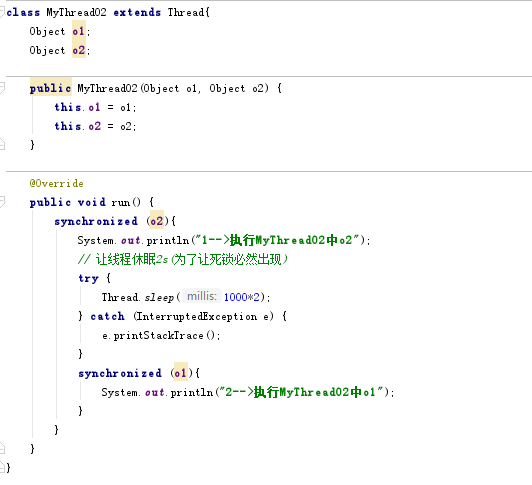 class MyThread02 extends Thread{
    Object o1;
    Object o2;

    public MyThread02(Object o1, Object o2) {
        this.o1 = o1;
        this.o2 = o2;
    }

    @Override
    public void run() {
        synchronized (o2){
            System.out.println("1-->执行MyThread02中o2");
            // 让线程休眠2s(为了让死锁必然出现)
            try {
                Thread.sleep( millis: 1000*2);
            } catch (InterruptedException e) {
                e.printStackTrace();
            }
            synchronized (o1){
                System.out.println("2-->执行MyThread02中o1");
            }
        }
    }
}